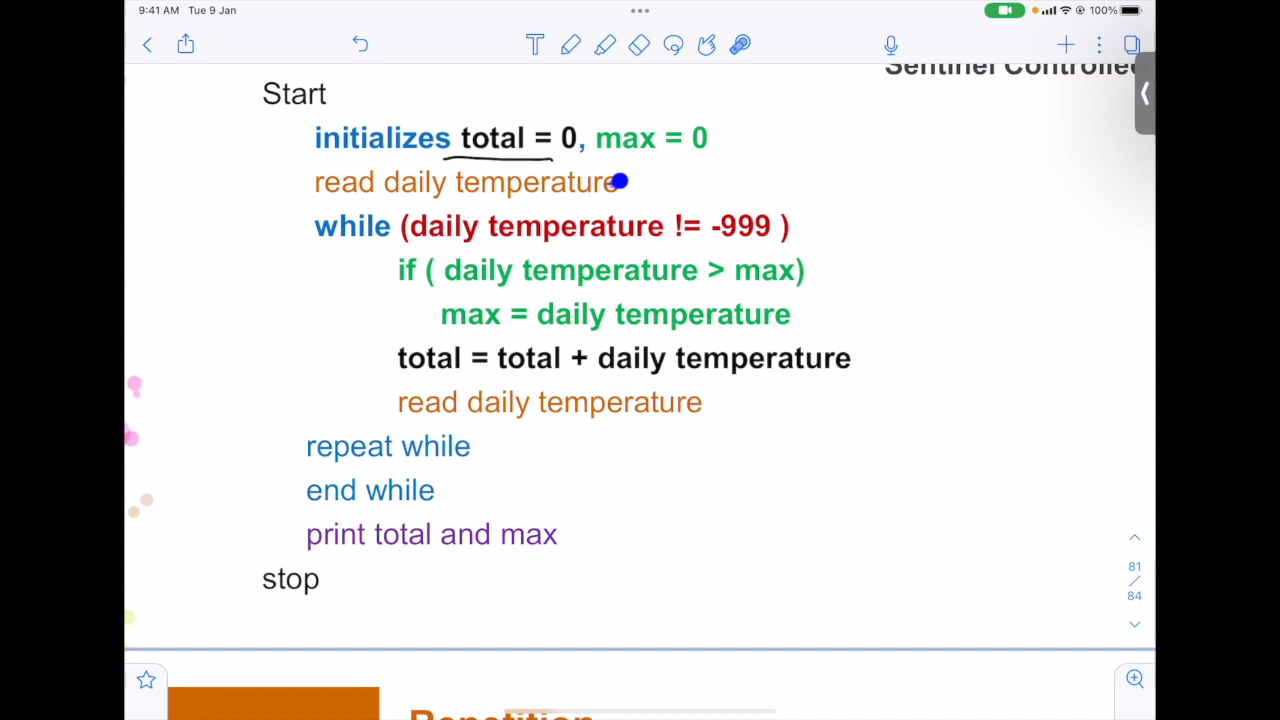 9:41 AM Tue 9 Jan
100%
Sentinel Controlled
Start
initializes total = 0, max = 0
read daily temperature
while (daily temperature != -999 )
if ( daily temperature > max)
max = daily temperature
total = total + daily temperature
read daily temperature
repeat while
end while
print total and max
stop
81
/
84
Repetition